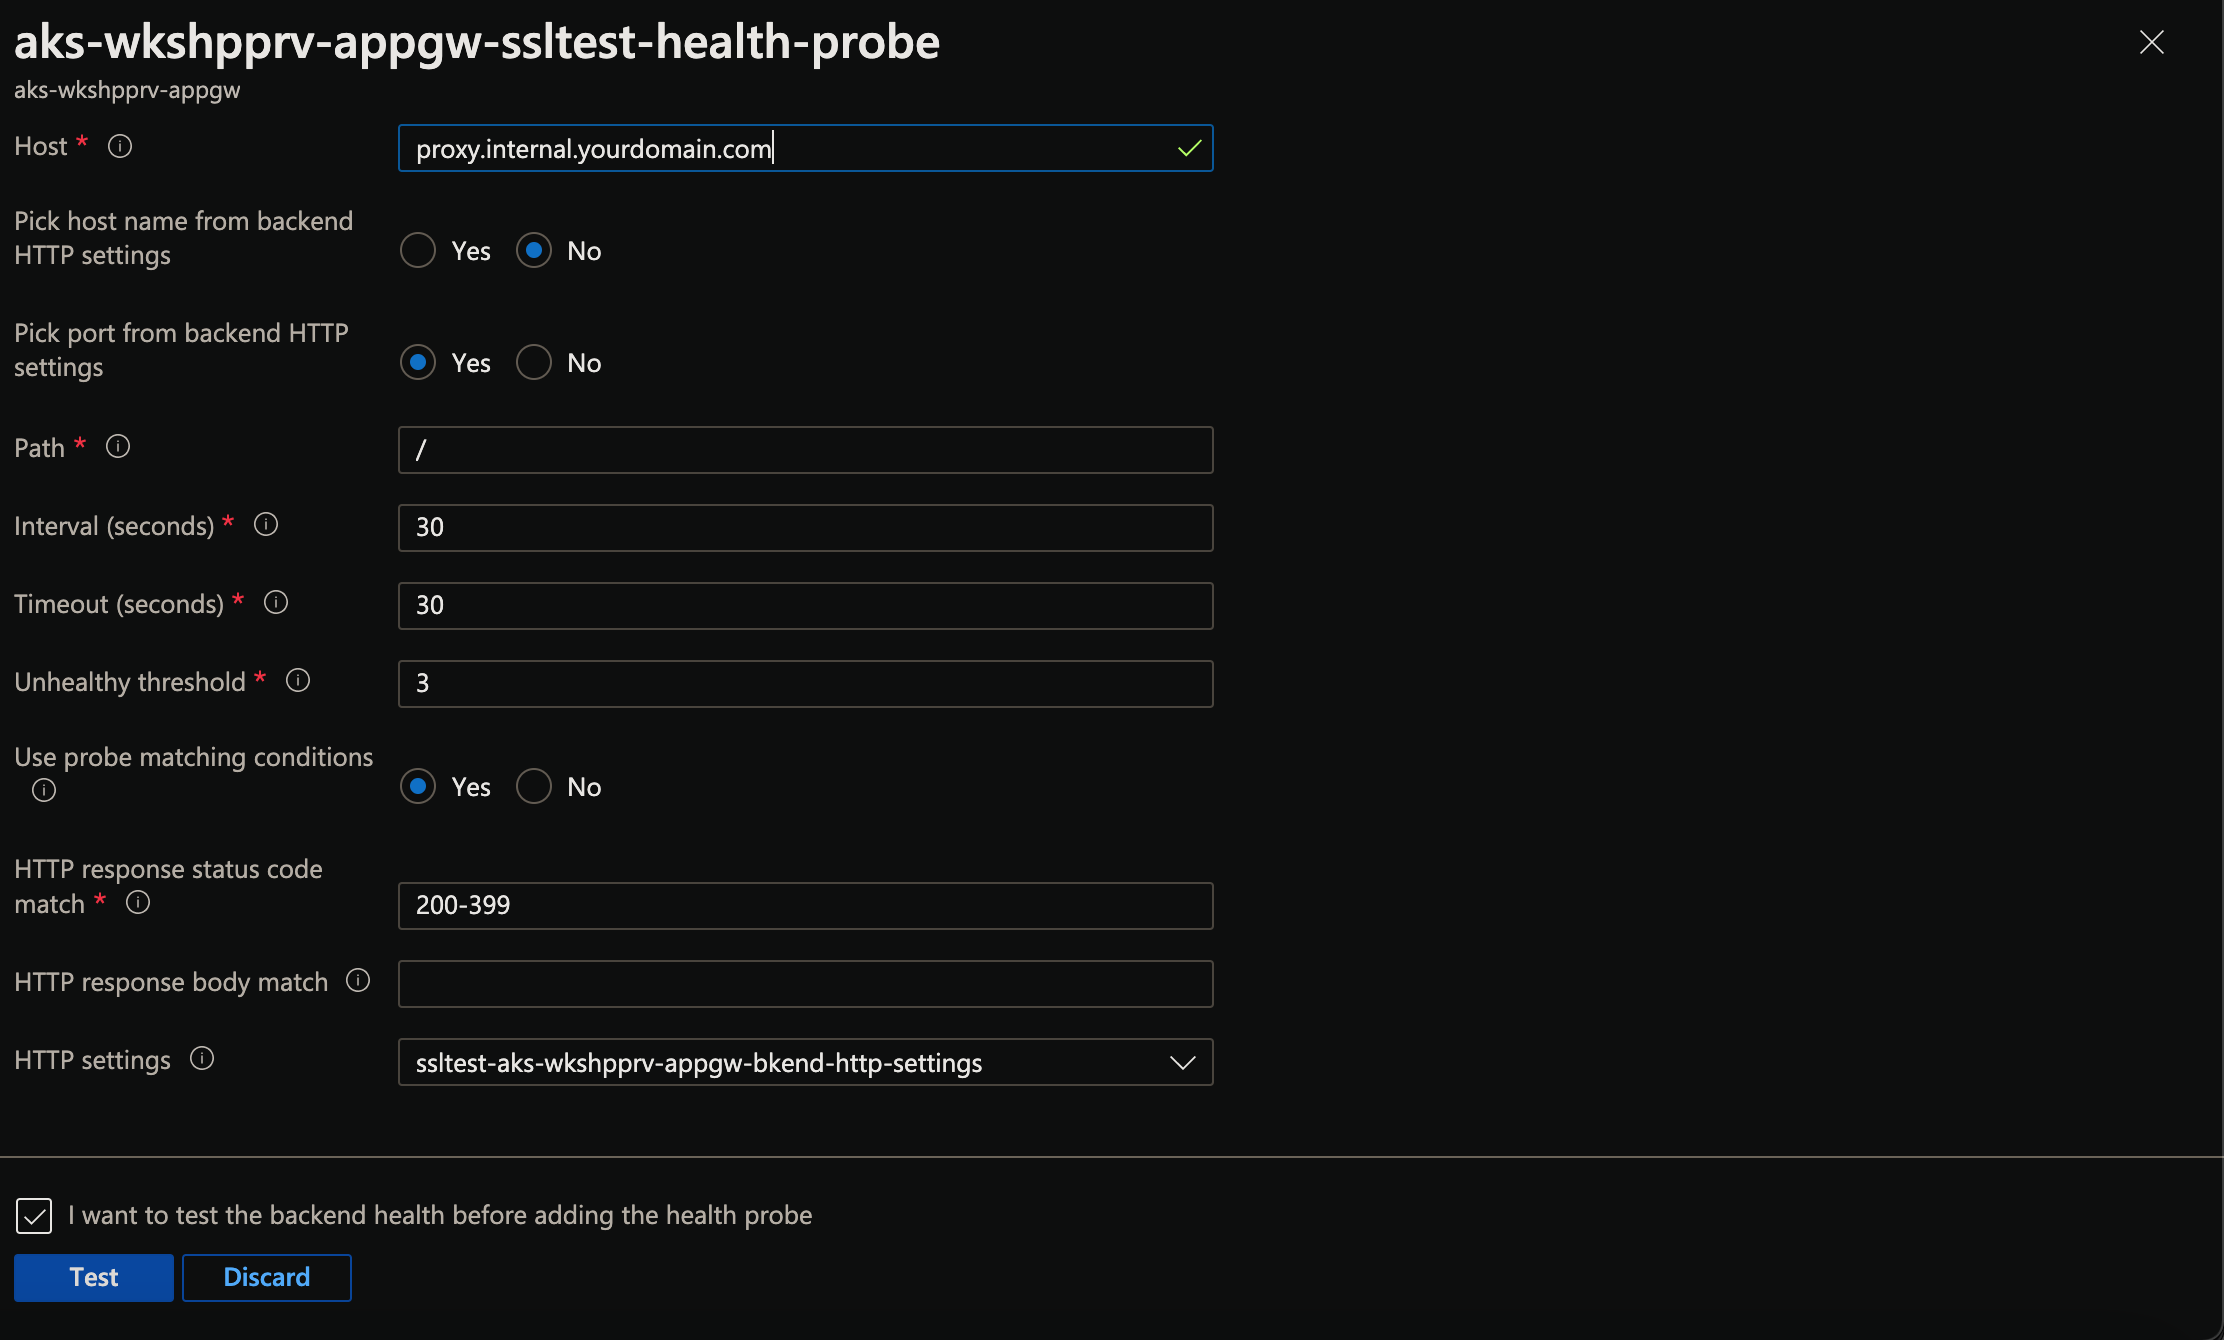 aks-wkshpprv-appgw-ssltest-health-probe
aks-wkshpprv-appgw
Host *
proxy.internal.yourdomain.com
Pick host name from backend
HTTP settings
Yes No
Pick port from backend HTTP
settings
Yes No
Path *
/
Interval (seconds) *
30
Timeout (seconds) *
30
Unhealthy threshold *
3
Use probe matching conditions
Yes No
HTTP response status code
match *
200-399
HTTP response body match
HTTP settings
ssltest-aks-wkshpprv-appgw-bkend-http-settings
I want to test the backend health before adding the health probe
Test Discard